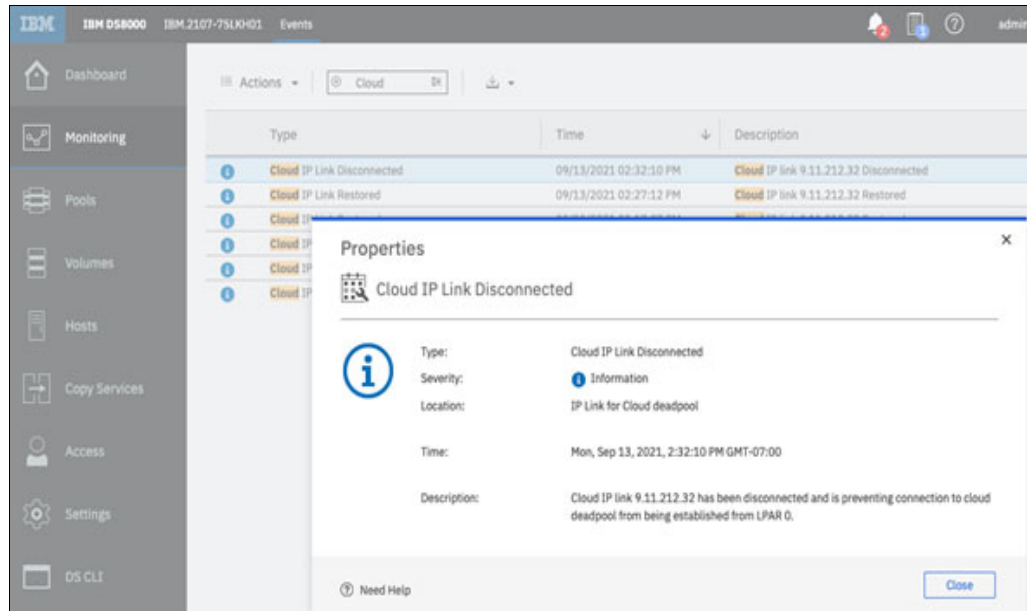 IBM IBM DS8000 IBM.2107-75LKH01 Events 2 1 admin
Dashboard
Actions Cloud
Monitoring
Type Time Description
Cloud IP Link Disconnected 09/13/2021 02:32:10 PM Cloud IP link 9.11.212.32 Disconnected
Pools
Cloud IP Link Restored 09/13/2021 02:27:12 PM Cloud IP link 9.11.212.32 Restored
Cloud
Cloud IP
Cloud IP
Cloud IP
Volumes
Hosts
Copy Services
Access
Settings
DS CLI
Properties
Cloud IP Link Disconnected
Type: Cloud IP Link Disconnected
Severity: Information
Location: IP Link for Cloud deadpool
Time: Mon, Sep 13, 2021, 2:32:10 PM GMT-07:00
Description: Cloud IP link 9.11.212.32 has been disconnected and is preventing connection to cloud
deadpool from being established from LPAR 0.
Need Help
Close